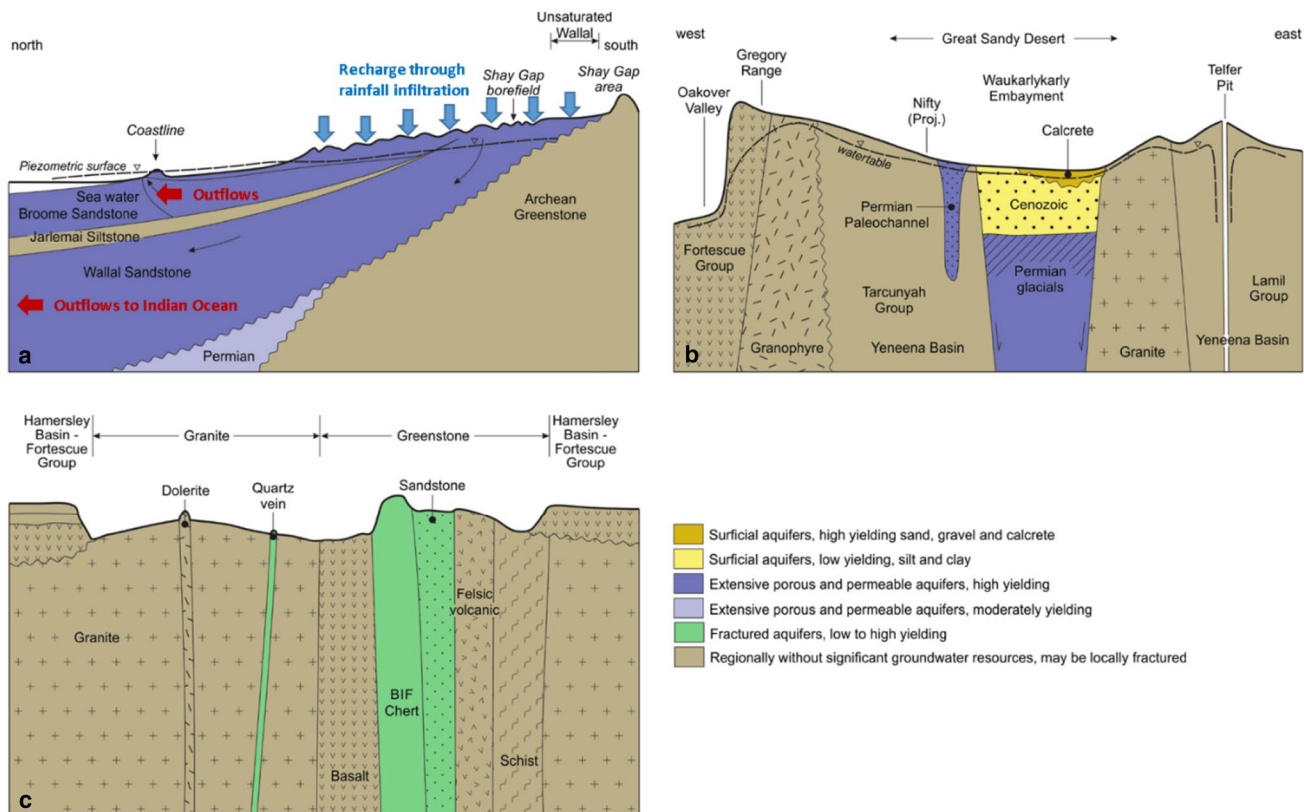 north
Unsaturated
Wallal
south
Recharge through
rainfall infiltration
Shay Gap
borefield
Shay Gap
area
Coastline
Piezometric surface
Sea water
Outflows
Broome Sandstone
Jarlemai Siltstone
Archean
Greenstone
Wallal Sandstone
Outflows to Indian Ocean
Permian
a
west
Great Sandy Desert
east
Gregory
Range
Oakover
Valley
Waukarlykarly
Embayment
Telfer
Pit
Nifty
(Proj.)
Calcrete
watertable
Cenozoic
Permian
Paleochannel
Fortescue
Group
Permian
glacials
Tarcunyah
Group
Lamil
Group
Granophyre
Yeneena Basin
Granite
Yeneena Basin
b
Hamersley
Basin -
Fortescue
Group
Granite
Greenstone
Hamersley
Basin -
Fortescue
Group
Dolerite
Quartz
vein
Sandstone
Felsic
volcanic
Granite
BIF
Chert
Basalt
Schist
c
Surficial aquifers, high yielding sand, gravel and calcrete
Surficial aquifers, low yielding, silt and clay
Extensive porous and permeable aquifers, high yielding
Extensive porous and permeable aquifers, moderately yielding
Fractured aquifers, low to high yielding
Regionally without significant groundwater resources, may be locally fractured